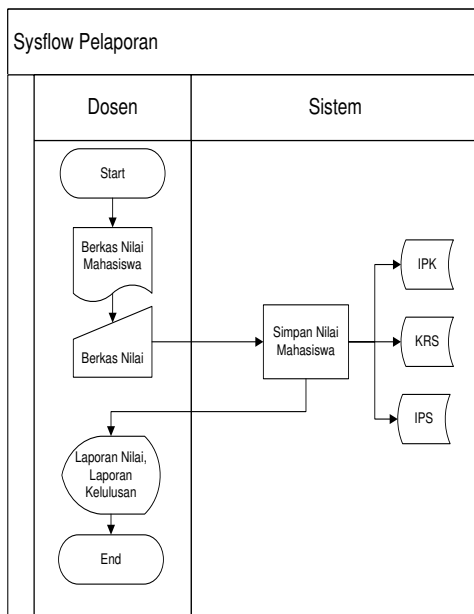 Sysflow Pelaporan
Dosen
Sistem
Start
Berkas Nilai
Mahasiswa
Berkas Nilai
Simpan Nilai
Mahasiswa
IPK
KRS
IPS
Laporan Nilai,
Laporan
Kelulusan
End